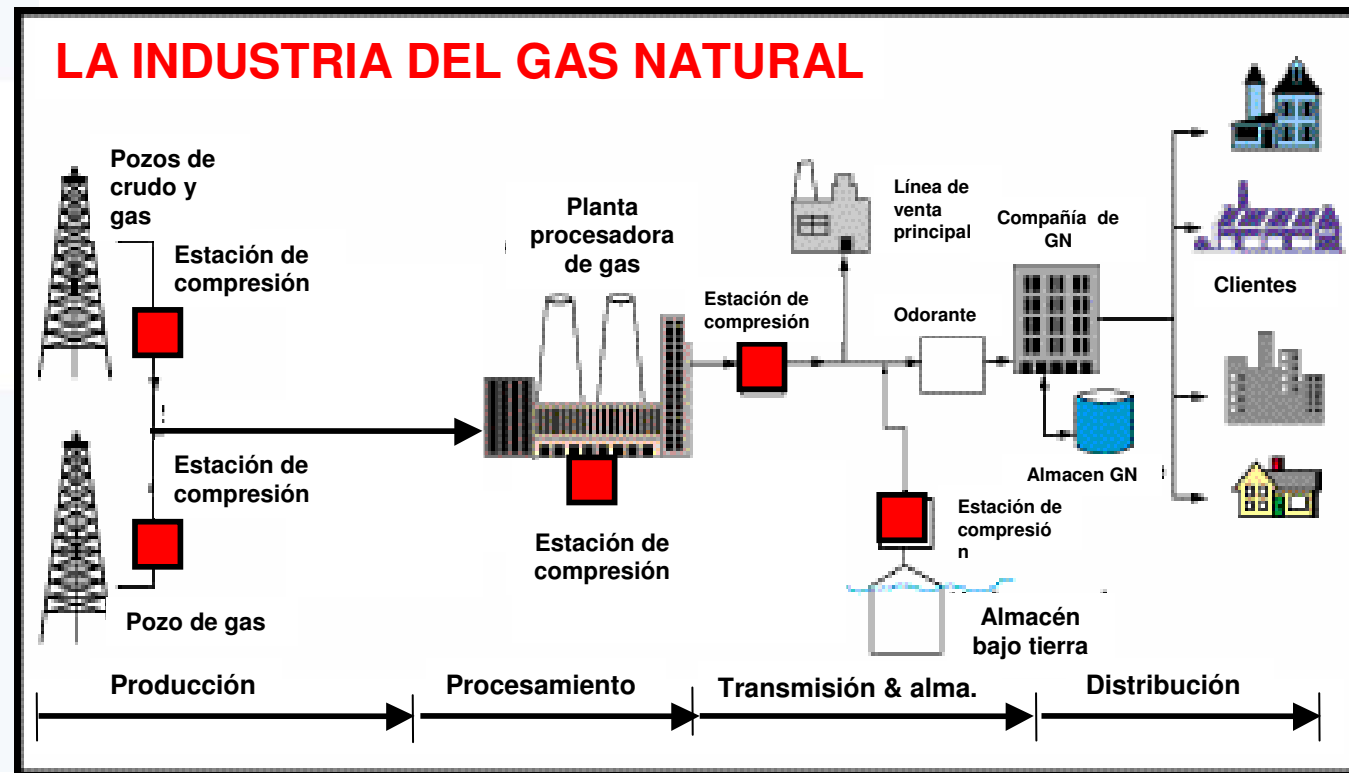 LA INDUSTRIA DEL GAS NATURAL
Pozos de
crudo y
gas
Estación de
compresión
Estación de
compresión
Pozo de gas
Planta
procesadora
de gas
Estación de
compresión
Estación de
compresión
Línea de
venta
principal
Odorante
Compañía de
GN
Almacen GN
Estación de
compresió
n
Almacén
bajo tierra
Clientes
Producción
Procesamiento
Transmisión & alma.
Distribución